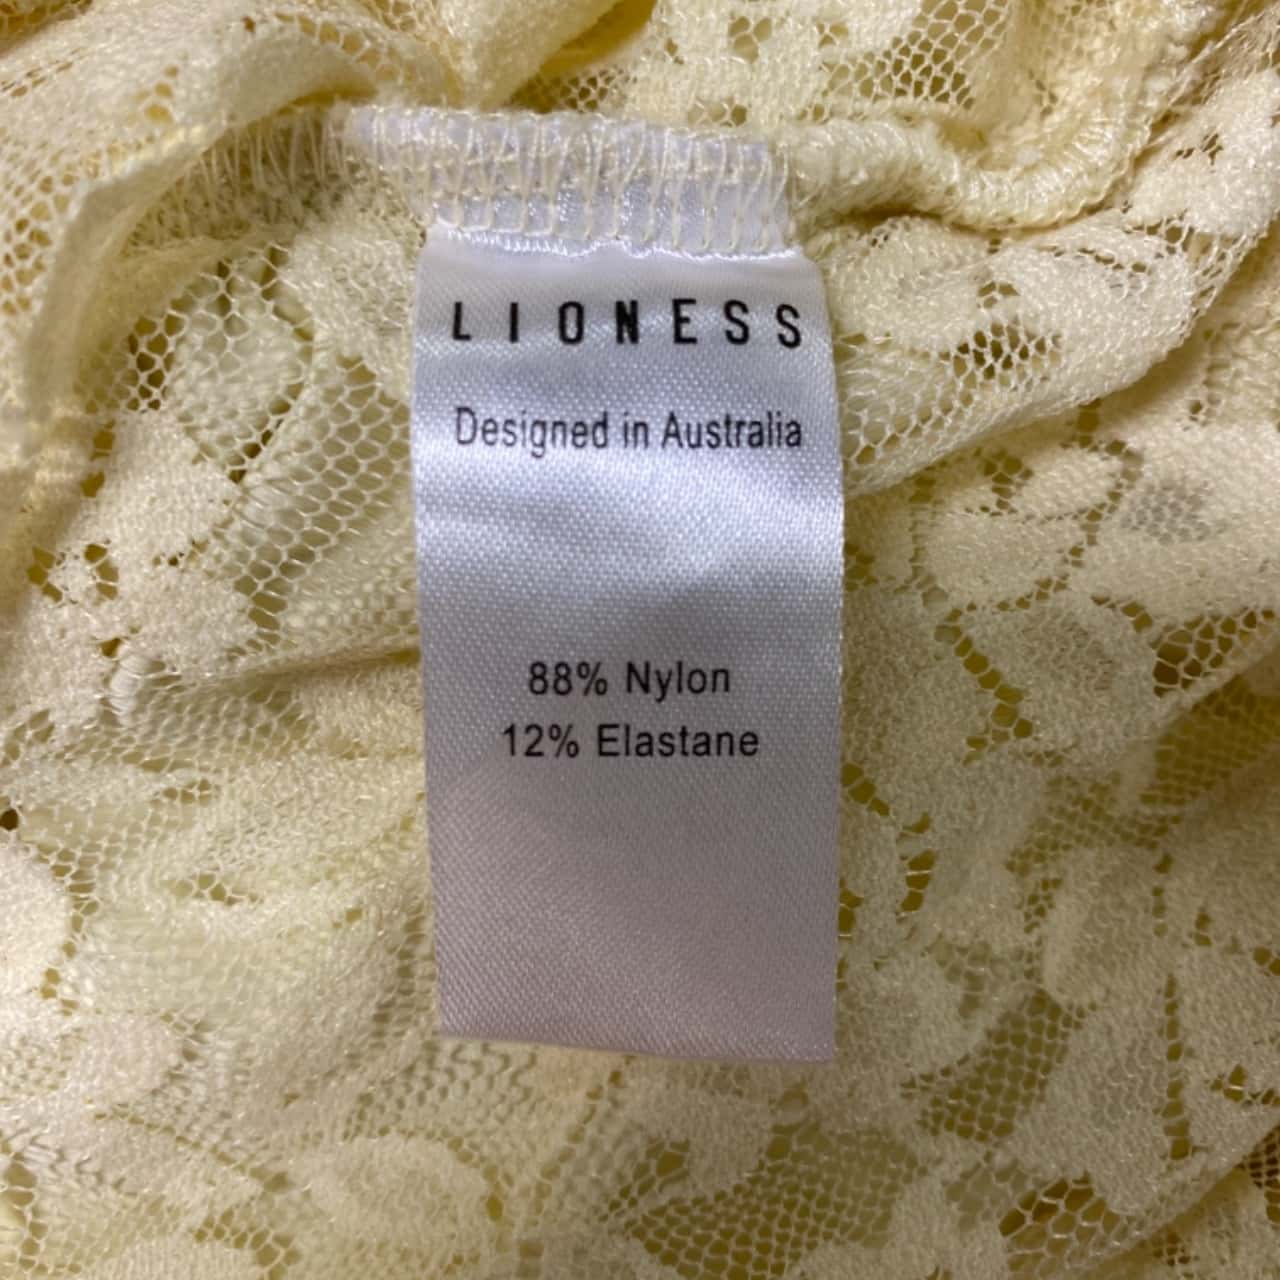 LIONESS
Designed in Australia
88% Nylon
12% Elastane